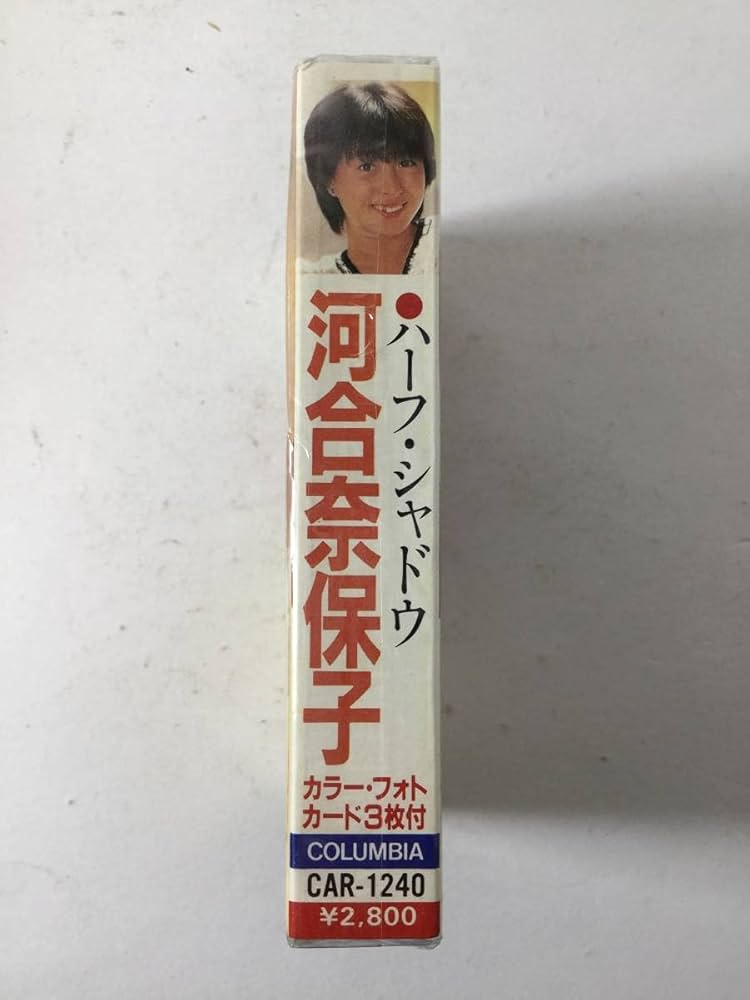 ●ハーフ・シャドウ
河合奈保子
カラー・フォト
カード3枚付
COLUMBIA
CAR-1240
¥2,800